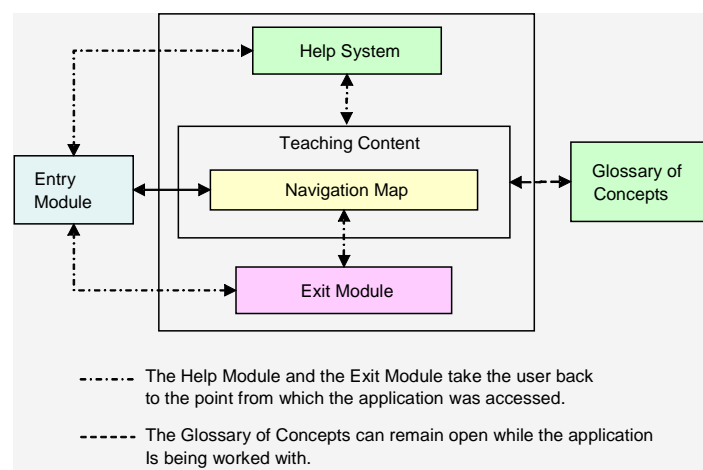 Help System
Teaching Content
Navigation Map
Entry
Module
Glossary of
Concepts
Exit Module
The Help Module and the Exit Module take the user back
to the point from which the application was accessed.
The Glossary of Concepts can remain open while the application
Is being worked with.